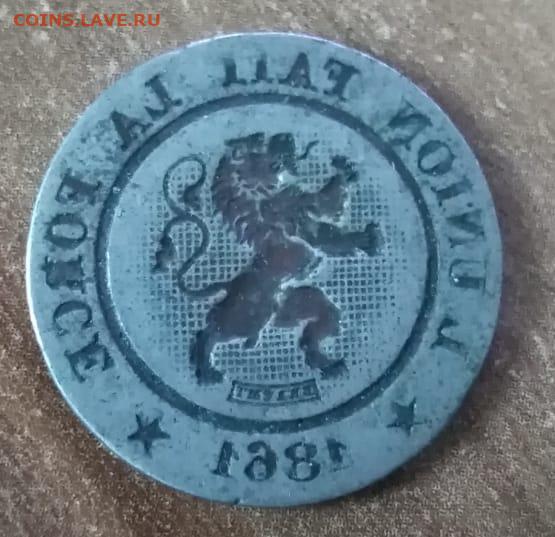 COINS.LAVE.RU
L'UNION FAIT LA FORCE
1861